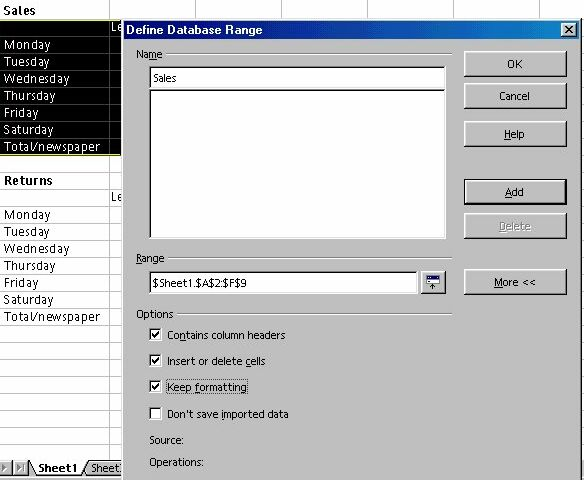 Sales
Le
Monday
Tuesday
Wednesday
Thursday
Friday
Saturday
Total/newspaper
Returns
Le
Monday
Tuesday
Wednesday
Thursday
Friday
Saturday
Total/newspaper
Sheet1
Sheet
Define Database Range
Name
Sales
OK
Cancel
Help
Add
Delete
Range
$Sheet1.$A$2:$F$9
More <<
Options
Contains column headers
Insert or delete cells
Keep formatting
Don't save imported data
Source:
Operations: